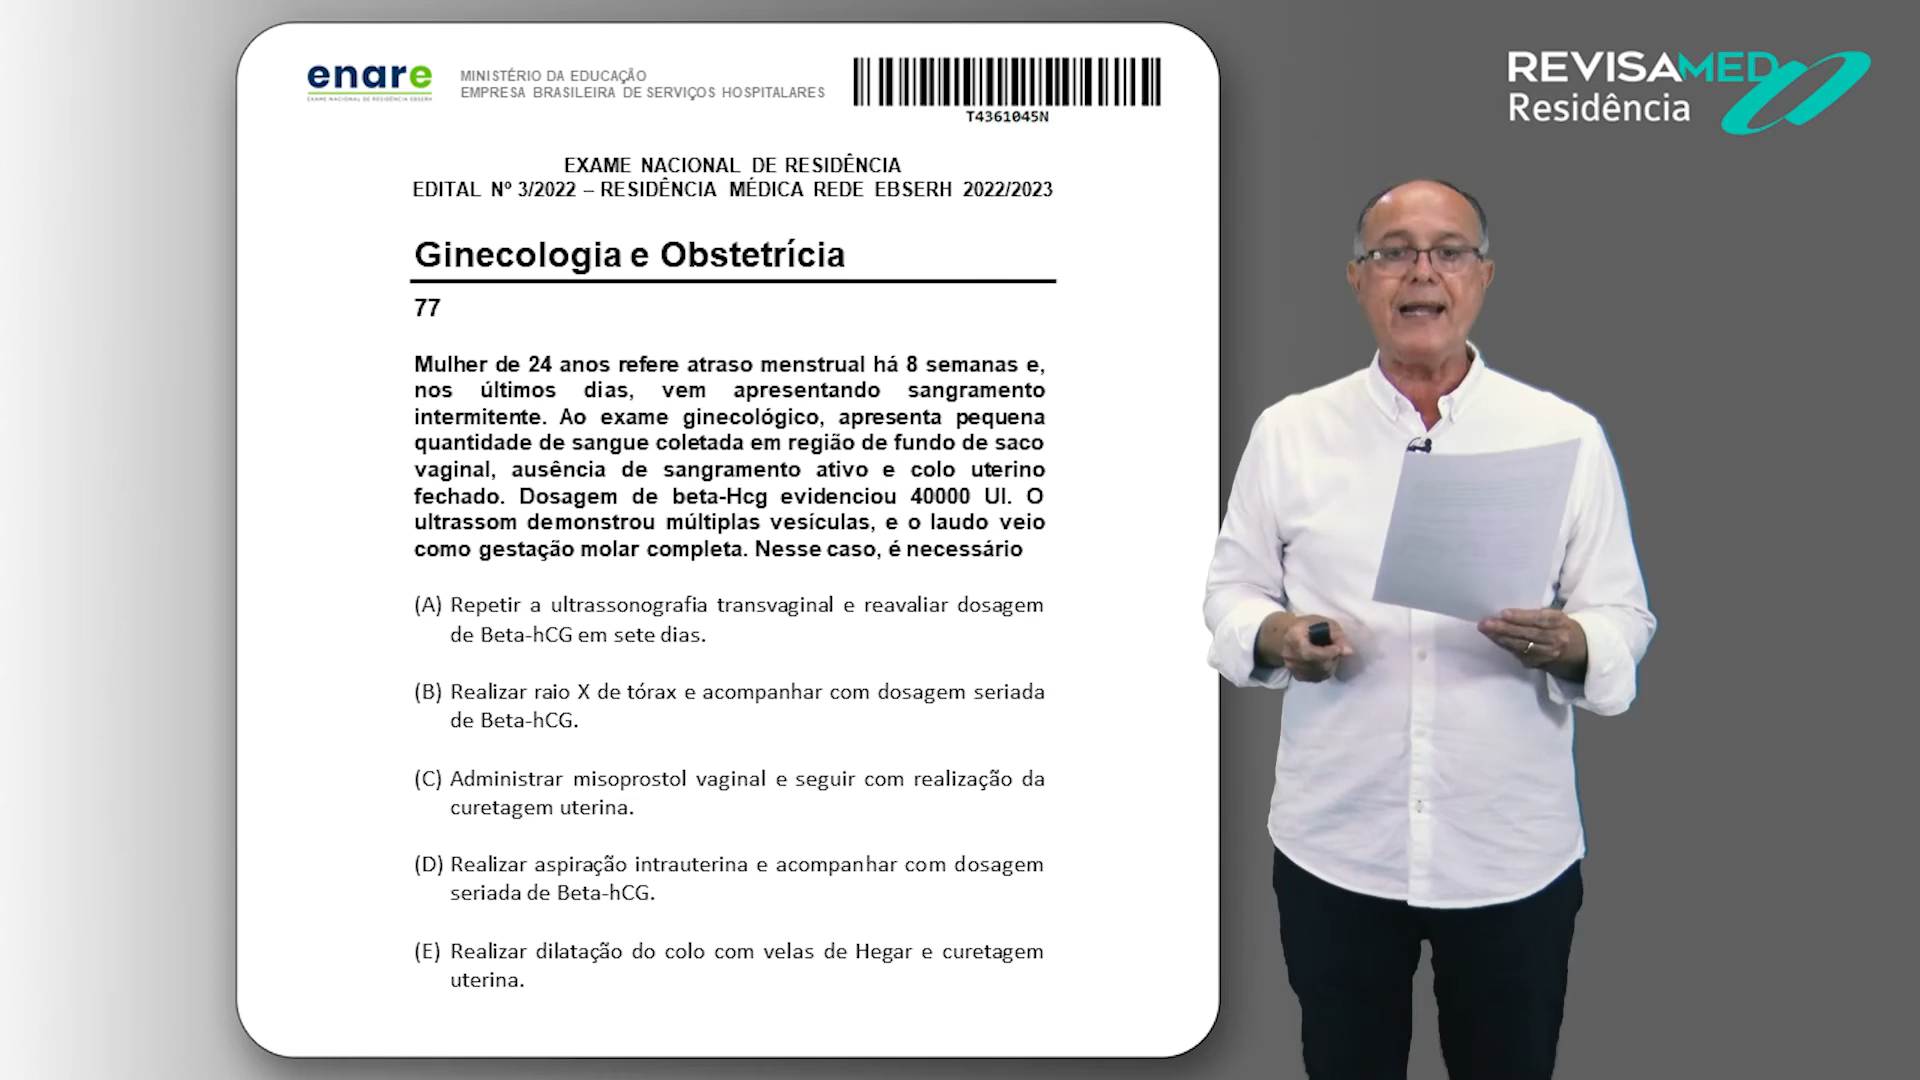 enare
EXAME NACIONAL DE RESIDÊNCIA EBSERH
MINISTÉRIO DA EDUCAÇÃO
EMPRESA BRASILEIRA DE SERVIÇOS HOSPITALARES
T4361045N
REVISAMED
Residência
EXAME NACIONAL DE RESIDÊNCIA
EDITAL Nº 3/2022 – RESIDÊNCIA MÉDICA REDE EBSERH 2022/2023
Ginecologia e Obstetrícia
77
Mulher de 24 anos refere atraso menstrual há 8 semanas e,
nos últimos dias, vem apresentando sangramento
intermitente. Ao exame ginecológico, apresenta pequena
quantidade de sangue coletada em região de fundo de saco
vaginal, ausência de sangramento ativo e colo uterino
fechado. Dosagem de beta-Hcg evidenciou 40000 UI. O
ultrassom demonstrou múltiplas vesículas, e o laudo veio
como gestação molar completa. Nesse caso, é necessário
(A) Repetir a ultrassonografia transvaginal e reavaliar dosagem
de Beta-hCG em sete dias.
(B) Realizar raio X de tórax e acompanhar com dosagem seriada
de Beta-hCG.
(C) Administrar misoprostol vaginal e seguir com realização da
curetagem uterina.
(D) Realizar aspiração intrauterina e acompanhar com dosagem
seriada de Beta-hCG.
(E) Realizar dilatação do colo com velas de Hegar e curetagem
uterina.